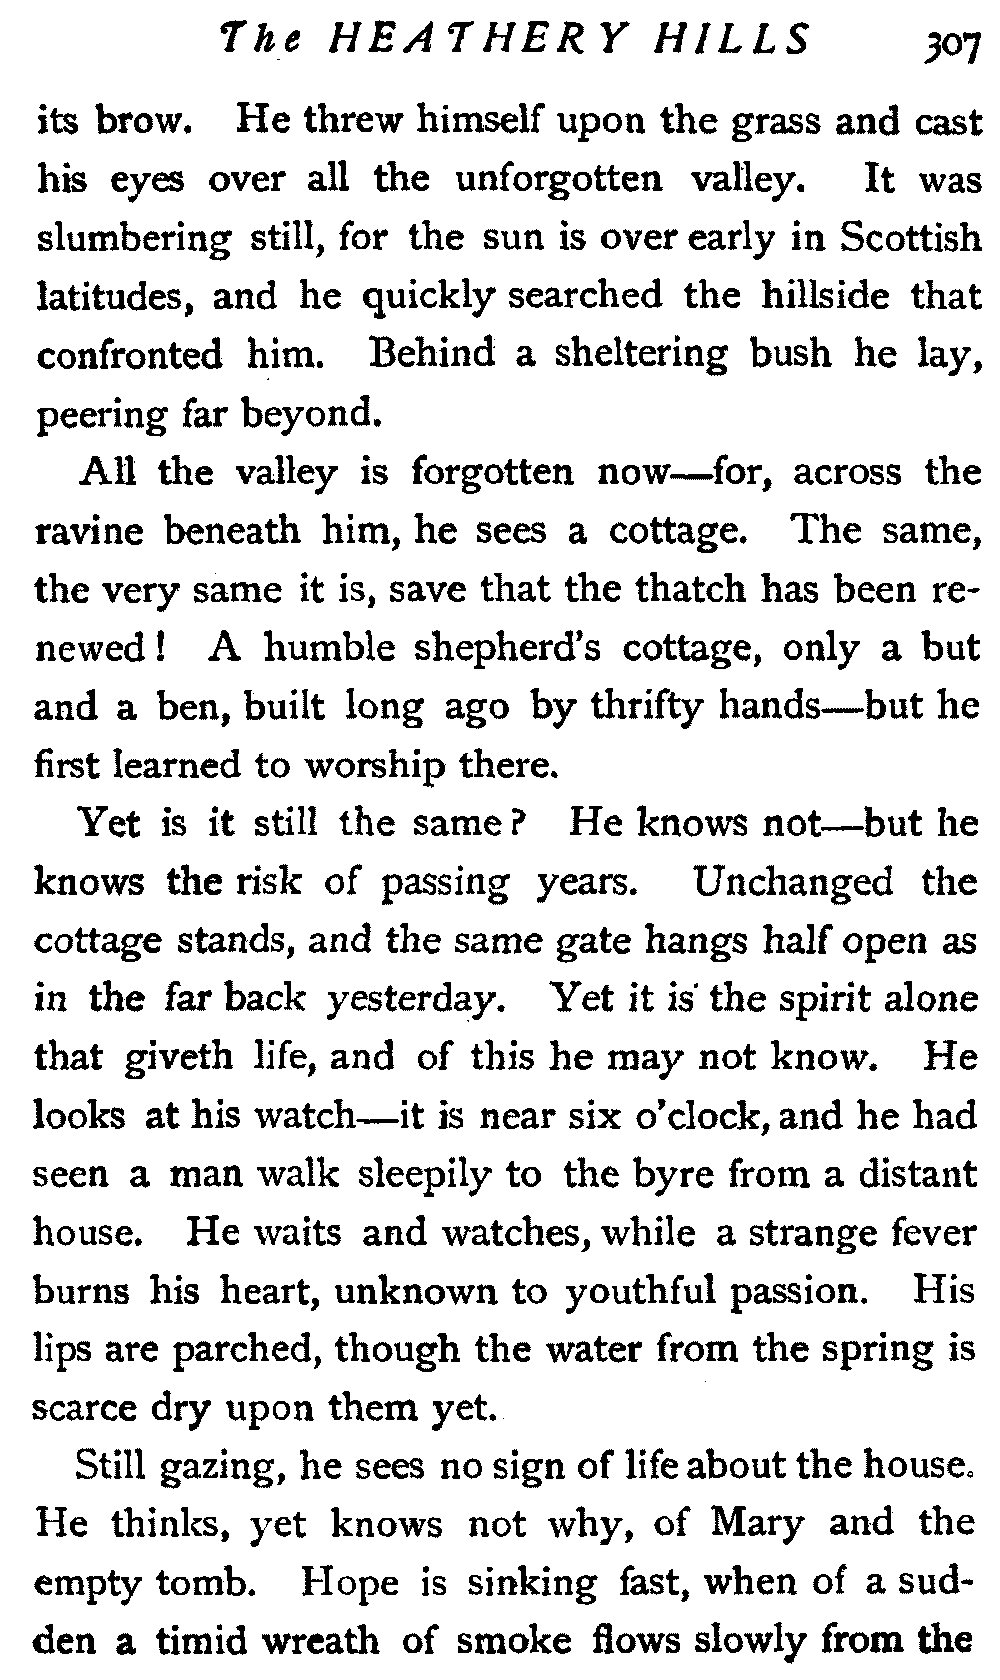 The HEATHERY HILLS 307
its brow. He threw himself upon the grass and cast
his eyes over all the unforgotten valley. It was
slumbering still, for the sun is over early in Scottish
latitudes, and he quickly searched the hillside that
confronted him. Behind a sheltering bush he lay,
peering far beyond.
All the valley is forgotten now—for, across the
ravine beneath him, he sees a cottage. The same,
the very same it is, save that the thatch has been re-
newed! A humble shepherd's cottage, only a but
and a ben, built long ago by thrifty hands—but he
first learned to worship there.
Yet is it still the same? He knows not—but he
knows the risk of passing years. Unchanged the
cottage stands, and the same gate hangs half open as
in the far back yesterday. Yet it is the spirit alone
that giveth life, and of this he may not know. He
looks at his watch—it is near six o'clock, and he had
seen a man walk sleepily to the byre from a distant
house. He waits and watches, while a strange fever
burns his heart, unknown to youthful passion. His
lips are parched, though the water from the spring is
scarce dry upon them yet.
Still gazing, he sees no sign of life about the house.
He thinks, yet knows not why, of Mary and the
empty tomb. Hope is sinking fast, when of a sud-
den a timid wreath of smoke flows slowly from the